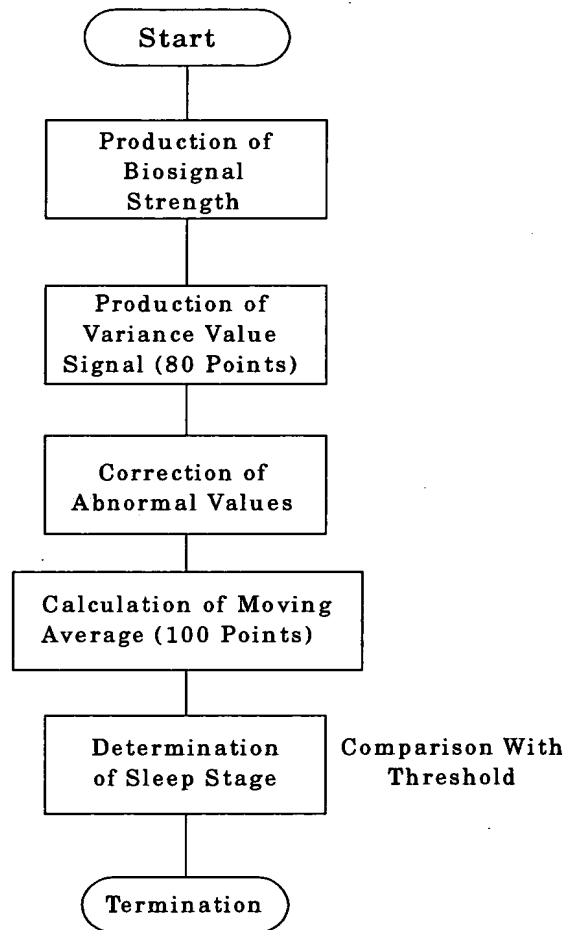 Start
Production of
Biosignal
Strength
Production of
Variance Value
Signal (80 Points)
Correction of
Abnormal Values
Calculation of Moving
Average (100 Points)
Determination
of Sleep Stage
Comparison With
Threshold
Termination